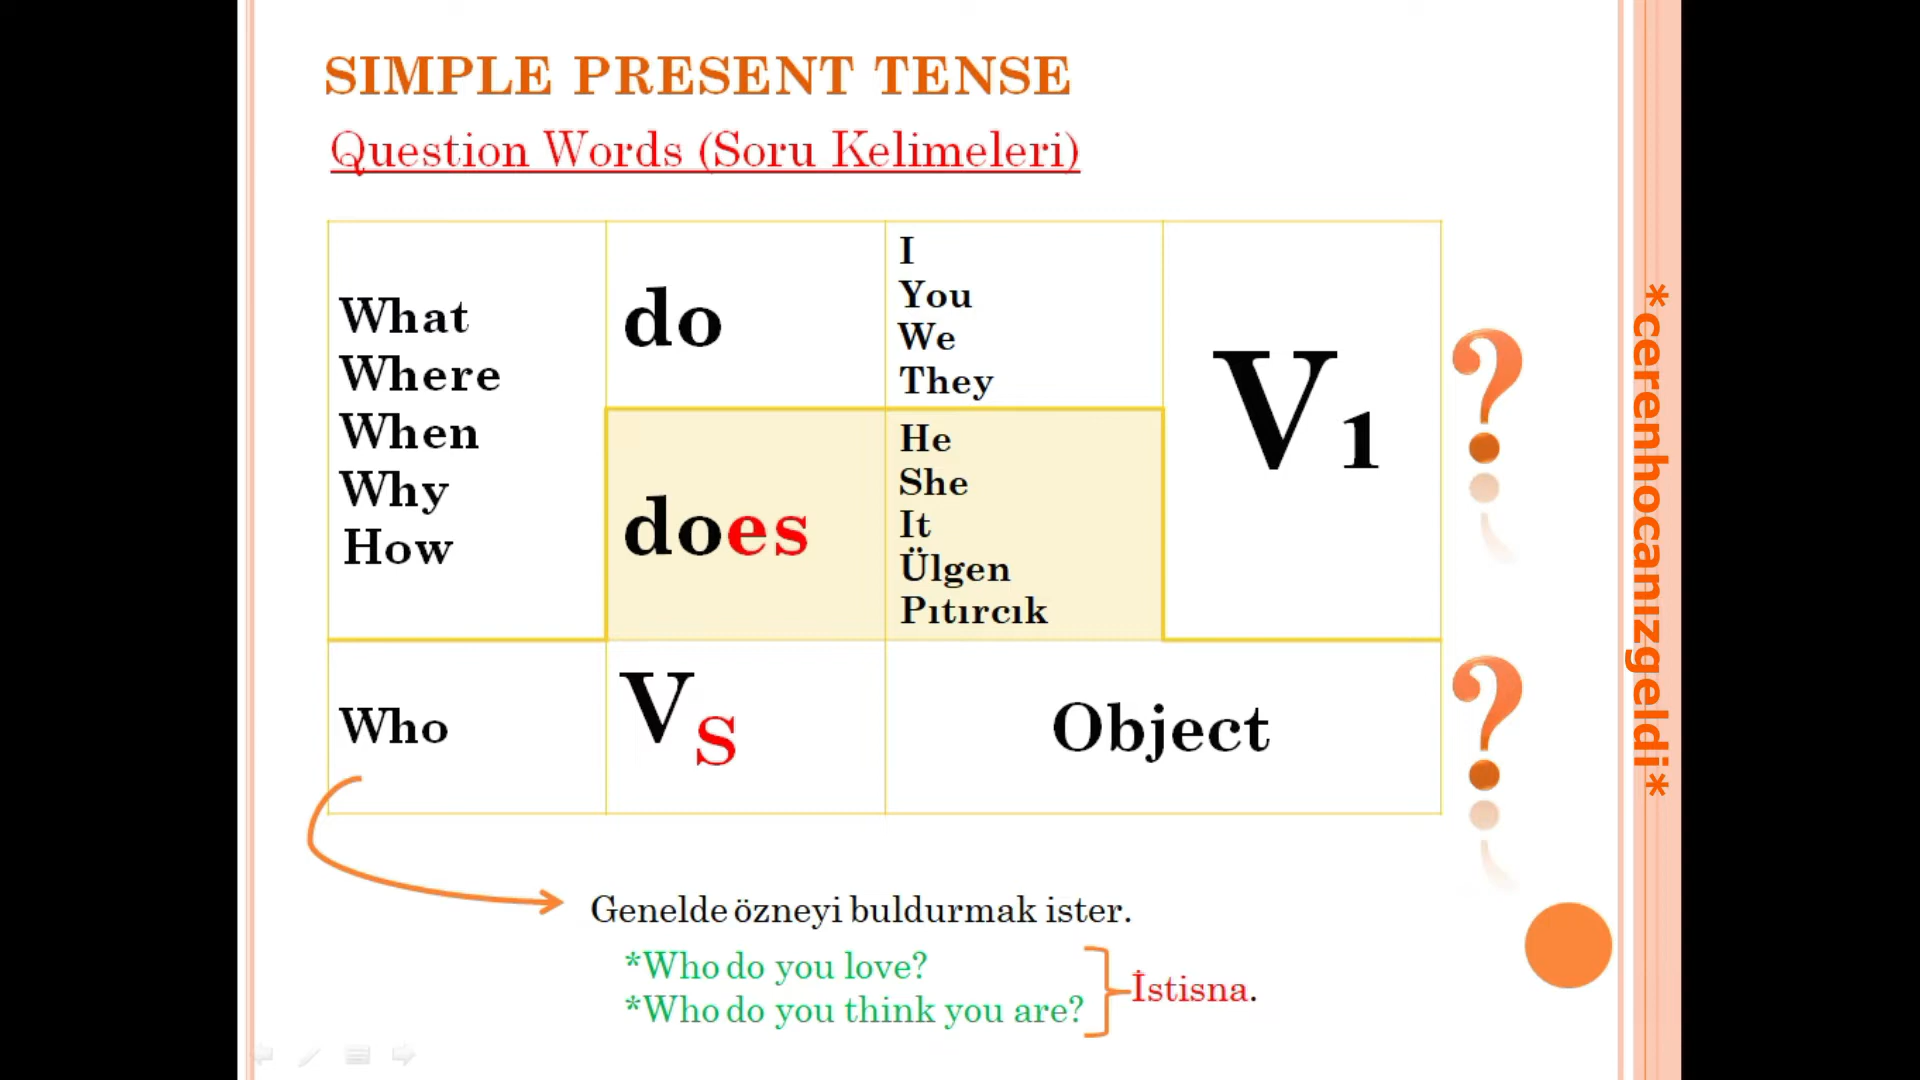 SIMPLE PRESENT TENSE
Question Words (Soru Kelimeleri)
What
Where
When
Why
How
do
I
You
We
They
does
He
She
It
Ülgen
Pıtırcık
V1
?
Who
Vs
Object
?
Genelde özneyi buldurmak ister.
*Who do you love?
*Who do you think you are?
İstisna.
*cerenhocanızgeldi*